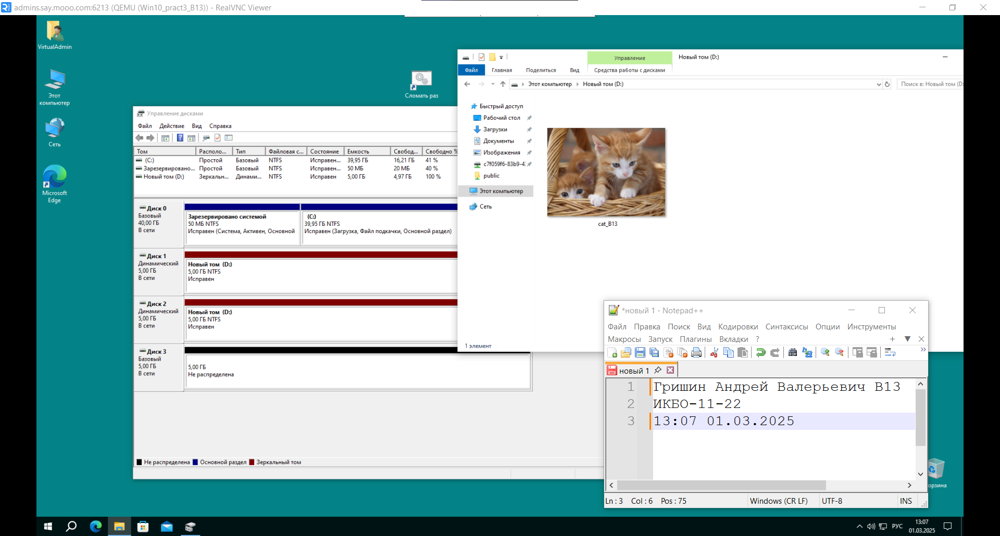 admins.say.mooo.com:6213 (QEMU (Win10_pract3_B13)) - RealVNC Viewer
VirtualAdmin
Этот
компьютер
Сеть
Microsoft
Edge
Сломать раз
Управление дисками
Файл Действие Вид Справка
Том Располо... Тип Файловая с... Состояние Емкость Свобод... Свободно %
(C:) Простой Базовый NTFS Исправен... 39,95 ГБ 16,21 ГБ 41 %
Зарезервировано... Простой Базовый NTFS Исправен... 50 МБ 20 МБ 40 %
Новый том (D:) Зеркальн... Динами... NTFS Исправен 5,00 ГБ 4,97 ГБ 100 %
Диск 0
Базовый
40,00 ГБ
В сети
Зарезервировано системой
50 МБ NTFS
Исправен (Система, Активен, Основной
(C:)
39,95 ГБ NTFS
Исправен (Загрузка, Файл подкачки, Основной раздел)
Диск 1
Динамический
5,00 ГБ
В сети
Новый том (D:)
5,00 ГБ NTFS
Исправен
Диск 2
Динамический
5,00 ГБ
В сети
Новый том (D:)
5,00 ГБ NTFS
Исправен
Диск 3
Базовый
5,00 ГБ
В сети
5,00 ГБ
Не распределена
Не распределена Основной раздел Зеркальный том
Управление Новый том (D:)
Файл Главная Поделиться Вид Средства работы с дисками
Этот компьютер › Новый том (D:)
Поиск в: Новый том (D:
Быстрый доступ
Рабочий стол
Загрузки
Документы
Изображения
c7f059f6-83b9-4
public
Этот компьютер
Сеть
cat_B13
1 элемент
*новый 1 - Notepad++
Файл Правка Поиск Вид Кодировки Синтаксисы Опции Инструменты
Макросы Запуск Плагины Вкладки ?
новый 1
1 Гришин Андрей Валерьевич B13
2 ИКБО-11-22
3 13:07 01.03.2025
Ln : 3 Col : 6 Pos : 75 Windows (CR LF) UTF-8 INS
орзина
РУС
13:07
01.03.2025